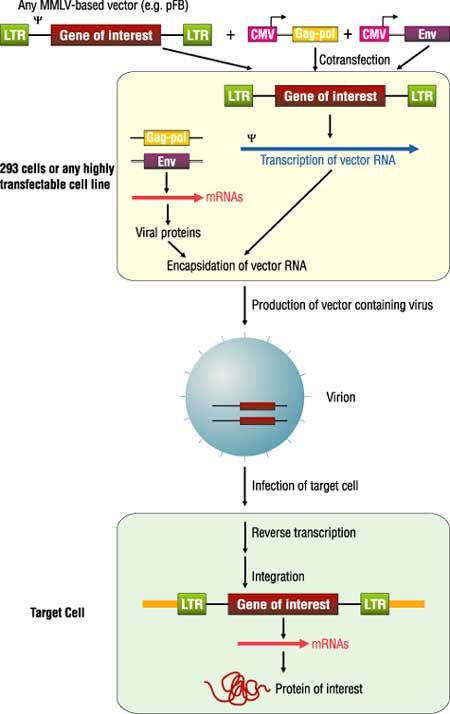 Any MMLV-based vector (e.g. pFB)
Ψ
LTR Gene of interest LTR + CMV Gag-pol + CMV Env
Cotransfection
LTR Gene of interest LTR
Gag-pol
Ψ
Env
Transcription of vector RNA
293 cells or any highly
transfectable cell line
mRNAs
Viral proteins
Encapsidation of vector RNA
Production of vector containing virus
Virion
Infection of target cell
Reverse transcription
Integration
LTR Gene of interest LTR
Target Cell
mRNAs
Protein of interest